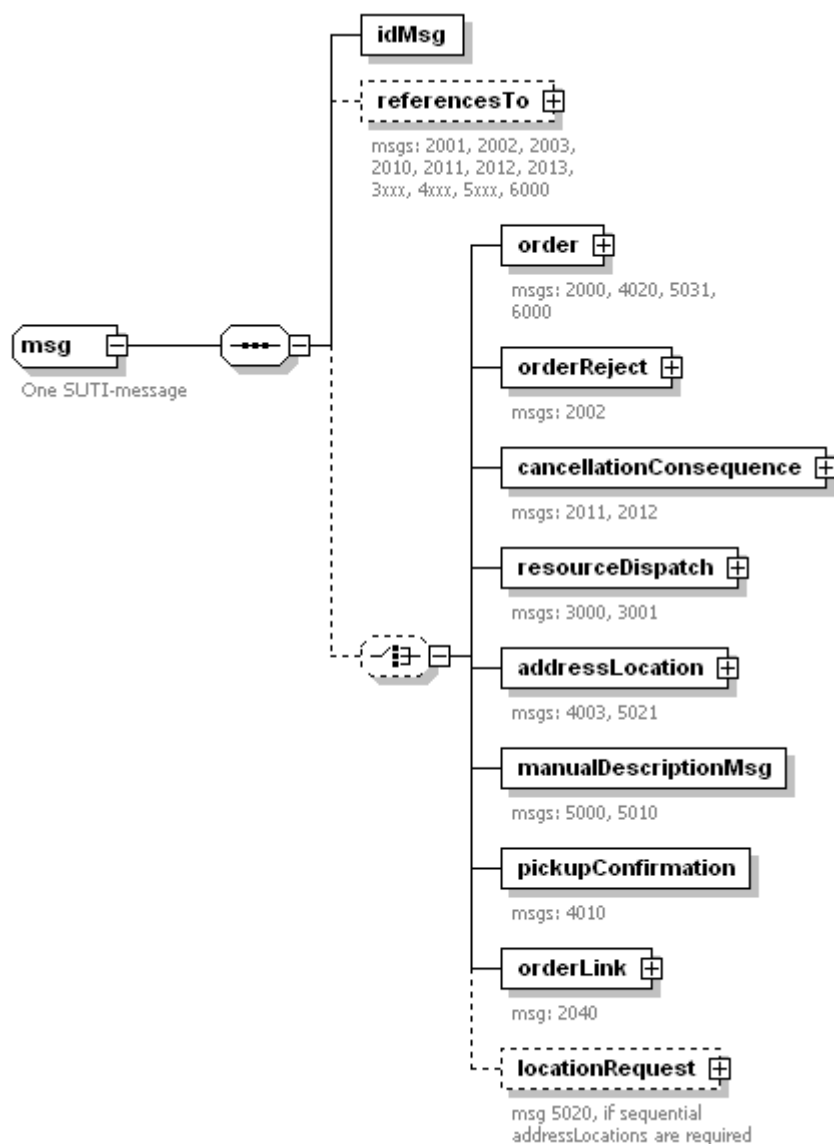 idMsg
referencesTo
msgs: 2001, 2002, 2003,
2010, 2011, 2012, 2013,
3xxx, 4xxx, 5xxx, 6000
order
msgs: 2000, 4020, 5031,
6000
msg
One SUTI-message
orderReject
msgs: 2002
cancellationConsequence
msgs: 2011, 2012
resourceDispatch
msgs: 3000, 3001
addressLocation
msgs: 4003, 5021
manualDescriptionMsg
msgs: 5000, 5010
pickupConfirmation
msgs: 4010
orderLink
msg: 2040
locationRequest
msg 5020, if sequential
addressLocations are required